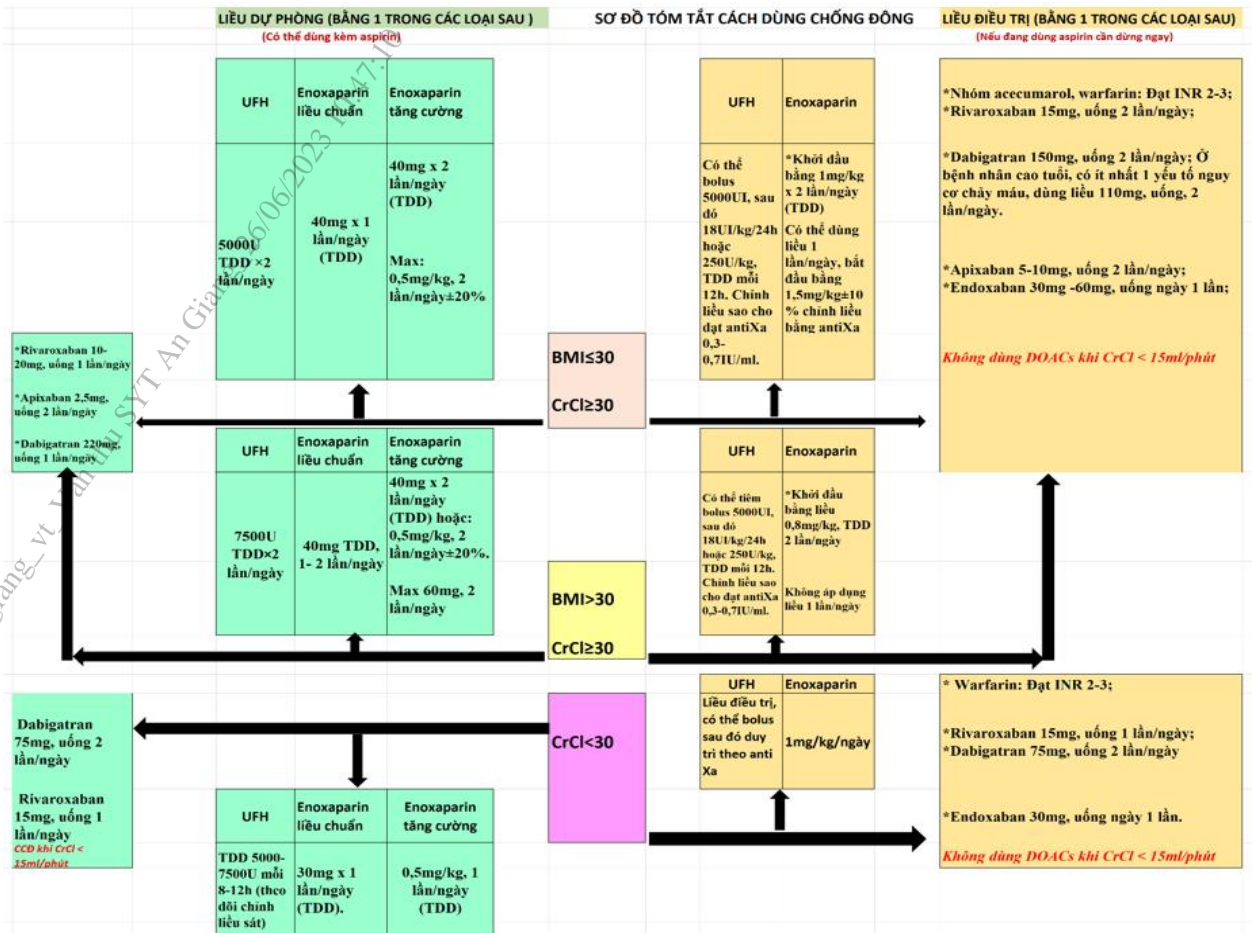 LIỀU DỰ PHÒNG (BẰNG 1 TRONG CÁC LOẠI SAU )
(Có thể dùng kèm aspirin)
SƠ ĐỒ TÓM TẮT CÁCH DÙNG CHỐNG ĐÔNG
LIỀU ĐIỀU TRỊ (BẰNG 1 TRONG CÁC LOẠI SAU)
(Nếu đang dùng aspirin cần dừng ngay)
UFH
Enoxaparin
liều chuẩn
Enoxaparin
tăng cường
5000U
TDD ×2
lần/ngày
40mg x 1
lần/ngày
(TDD)
40mg x 2
lần/ngày
(TDD)
Max:
0,5mg/kg, 2
lần/ngày±20%
UFH
Enoxaparin
Có thể
bolus
5000UI, sau
đó
18UI/kg/24h
hoặc
250U/kg,
TDD mỗi
12h. Chỉnh
liều sao cho
đạt antiXa
0,3-
0,7IU/ml.
*Khởi đầu
bằng 1mg/kg
x 2 lần/ngày
(TDD)
Có thể dùng
liều 1
lần/ngày, bắt
đầu bằng
1,5mg/kg±10
% chỉnh liều
bằng antiXa
*Nhóm acecumarol, warfarin: Đạt INR 2-3;
*Rivaroxaban 15mg, uống 2 lần/ngày;
*Dabigatran 150mg, uống 2 lần/ngày; Ở
bệnh nhân cao tuổi, có ít nhất 1 yếu tố nguy
cơ chảy máu, dùng liều 110mg, uống, 2
lần/ngày.
*Apixaban 5-10mg, uống 2 lần/ngày;
*Endoxaban 30mg -60mg, uống ngày 1 lần;
Không dùng DOACs khi CrCl < 15ml/phút
*Rivaroxaban 10-
20mg, uống 1 lần/ngày
*Apixaban 2,5mg,
uống 2 lần/ngày
*Dabigatran 220mg,
uống 1 lần/ngày
BMI≤30
CrCl≥30
UFH
Enoxaparin
liều chuẩn
Enoxaparin
tăng cường
7500U
TDD×2
lần/ngày
40mg TDD,
1- 2 lần/ngày
40mg x 2
lần/ngày
(TDD) hoặc:
0,5mg/kg, 2
lần/ngày±20%.
Max 60mg, 2
lần/ngày
BMI>30
CrCl≥30
UFH
Enoxaparin
Có thể tiêm
bolus 5000UI,
sau đó
18UI/kg/24h
hoặc 250U/kg,
TDD mỗi 12h.
Chỉnh liều sao
cho đạt antiXa
0,3-0,7IU/ml.
*Khởi đầu
bằng liều
0,8mg/kg, TDD
2 lần/ngày
Không áp dụng
liều 1 lần/ngày
Dabigatran
75mg, uống 2
lần/ngày
Rivaroxaban
15mg, uống 1
lần/ngày
CCĐ khi CrCl <
15ml/phút
CrCl<30
UFH
Enoxaparin
Liều điều trị,
có thể bolus
sau đó duy
trì theo anti
Xa
1mg/kg/ngày
* Warfarin: Đạt INR 2-3;
*Rivaroxaban 15mg, uống 1 lần/ngày;
*Dabigatran 75mg, uống 2 lần/ngày
*Endoxaban 30mg, uống ngày 1 lần.
Không dùng DOACs khi CrCl < 15ml/phút
UFH
Enoxaparin
liều chuẩn
Enoxaparin
tăng cường
TDD 5000-
7500U mỗi
8-12h (theo
dõi chỉnh
liều sát)
30mg x 1
lần/ngày
(TDD).
0,5mg/kg, 1
lần/ngày
(TDD)
SYT An Giang 26/06/2023